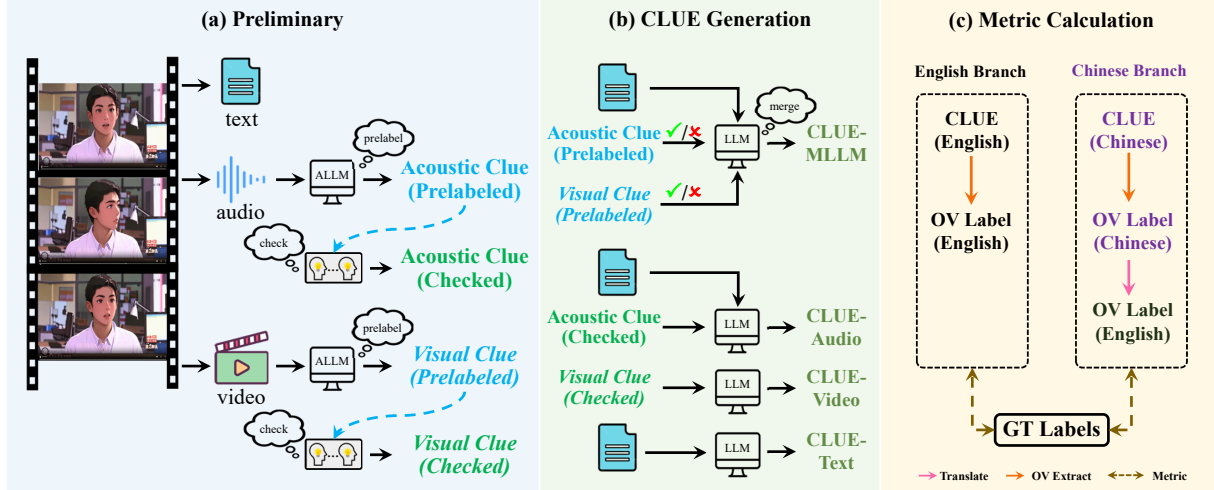 (a) Preliminary
text
audio
ALLM
prelabel
Acoustic Clue
(Prelabeled)
check
Acoustic Clue
(Checked)
video
ALLM
prelabel
Visual Clue
(Prelabeled)
check
Visual Clue
(Checked)
(b) CLUE Generation
Acoustic Clue
(Prelabeled)
✓/✗
LLM
merge
CLUE-
MLLM
Visual Clue
(Prelabeled)
✓/✗
Acoustic Clue
(Checked)
LLM
CLUE-
Audio
Visual Clue
(Checked)
LLM
CLUE-
Video
LLM
CLUE-
Text
(c) Metric Calculation
English Branch
CLUE
(English)
OV Label
(English)
Chinese Branch
CLUE
(Chinese)
OV Label
(Chinese)
OV Label
(English)
GT Labels
Translate
OV Extract
Metric